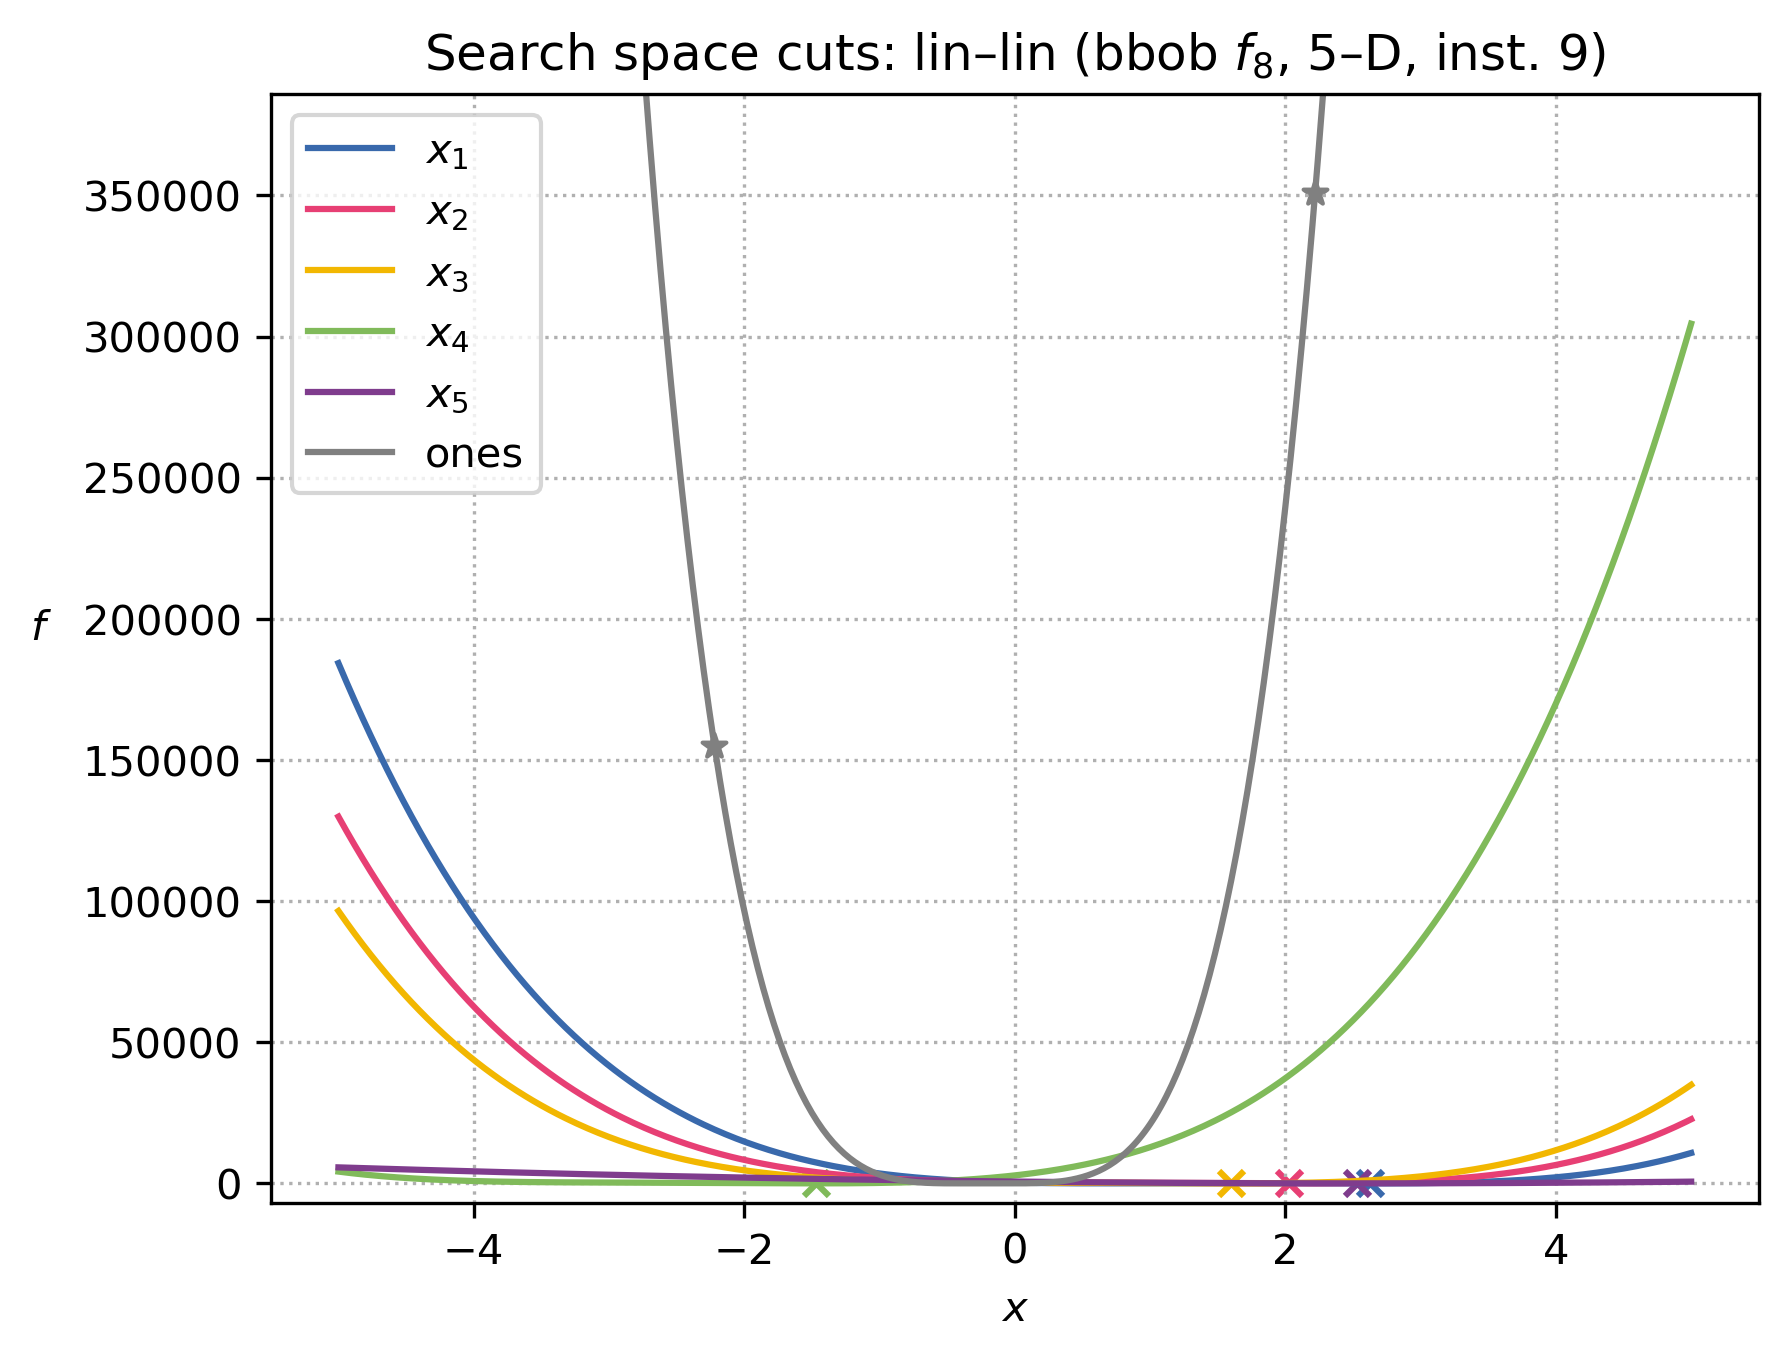 Search space cuts: lin–lin (bbob f₈, 5–D, inst. 9)
x₁
x₂
x₃
x₄
x₅
ones
f
350000
300000
250000
200000
150000
100000
50000
0
−4 −2 0 2 4
x